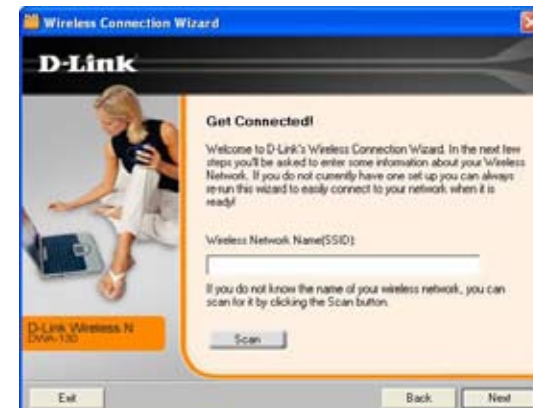 Wireless Connection Wizard
D-Link
Get Connected!
Welcome to D-Link's Wireless Connection Wizard. In the next few
steps you'll be asked to enter some information about your Wireless
Network. If you do not currently have one set up you can always
re-run this wizard to easily connect to your network when it is
ready!
Wireless Network Name(SSID):
If you do not know the name of your wireless network, you can
scan for it by clicking the Scan button.
D-Link Wireless N
DWA-130
Scan
Exit
Back
Next